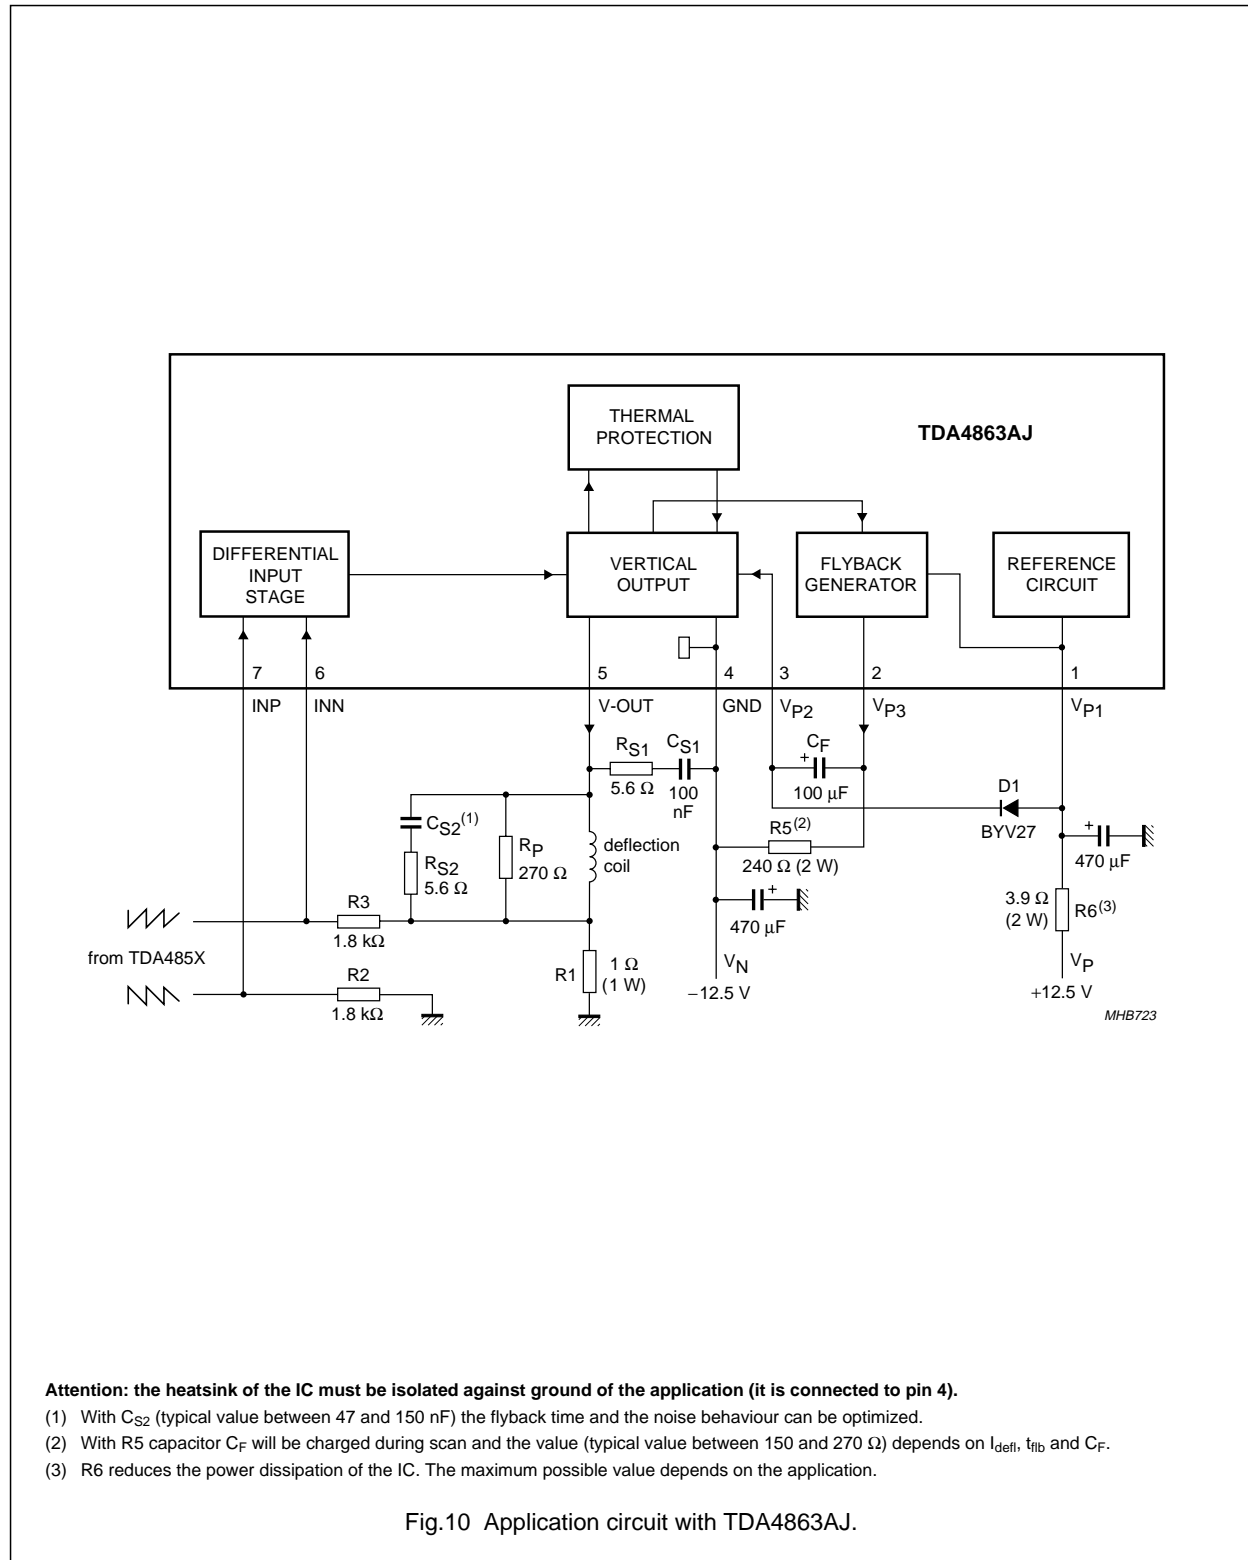 THERMAL
PROTECTION
TDA4863AJ
DIFFERENTIAL
INPUT
STAGE
VERTICAL
OUTPUT
FLYBACK
GENERATOR
REFERENCE
CIRCUIT
7 6 5 4 3 2 1
INP INN V-OUT GND VP2 VP3 VP1
RS1
5.6 Ω
CS1
100
nF
+ CF
100 μF
D1
BYV27
CS2(1)
RS2
5.6 Ω
RP
270 Ω
deflection
coil
R5(2)
240 Ω (2 W)
+
470 μF
+
470 μF
3.9 Ω
(2 W)
R6(3)
R3
1.8 kΩ
from TDA485X
R2
1.8 kΩ
R1
1 Ω
(1 W)
VN
−12.5 V
VP
+12.5 V
MHB723
Attention: the heatsink of the IC must be isolated against ground of the application (it is connected to pin 4).
(1) With CS2 (typical value between 47 and 150 nF) the flyback time and the noise behaviour can be optimized.
(2) With R5 capacitor CF will be charged during scan and the value (typical value between 150 and 270 Ω) depends on Idefl, tflb and CF.
(3) R6 reduces the power dissipation of the IC. The maximum possible value depends on the application.
Fig.10 Application circuit with TDA4863AJ.